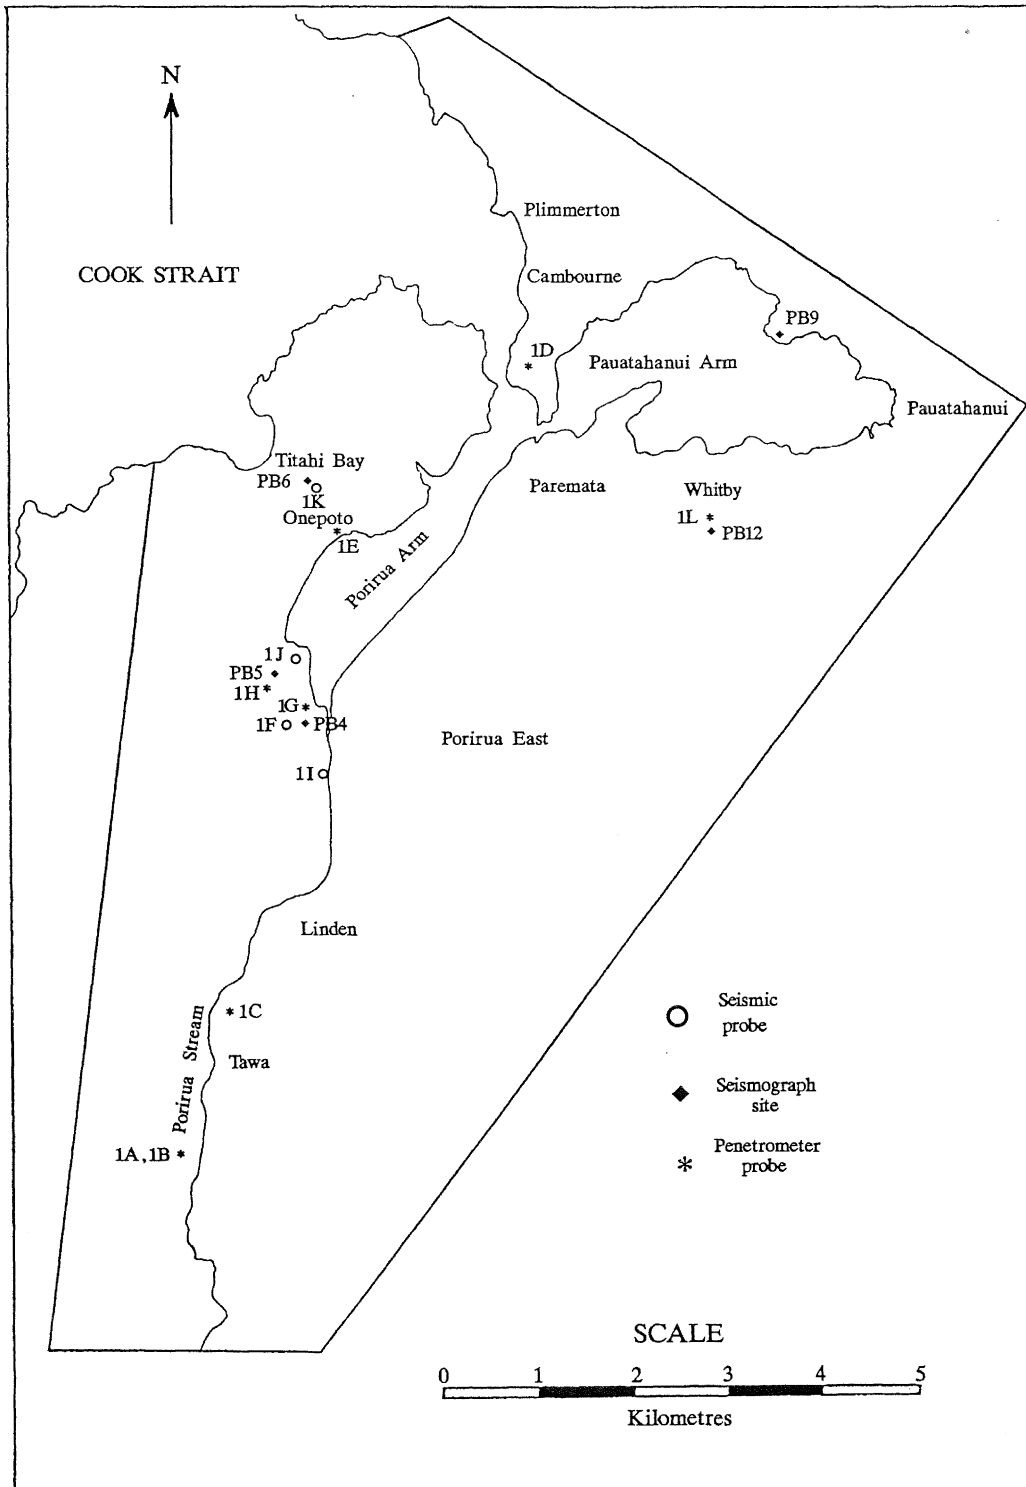 N
COOK STRAIT
Plimmerton
Cambourne
PB9
1D
Pauatahanui Arm
Pauatahanui
Titahi Bay
PB6
1K
Onepoto
1E
Paremata
Whitby
1L
PB12
Porirua Arm
1J
PB5
1H
1G
1F
PB4
Porirua East
1I
Linden
1C
Porirua Stream
Tawa
1A,1B
Seismic
probe
Seismograph
site
Penetrometer
probe
SCALE
0 1 2 3 4 5
Kilometres